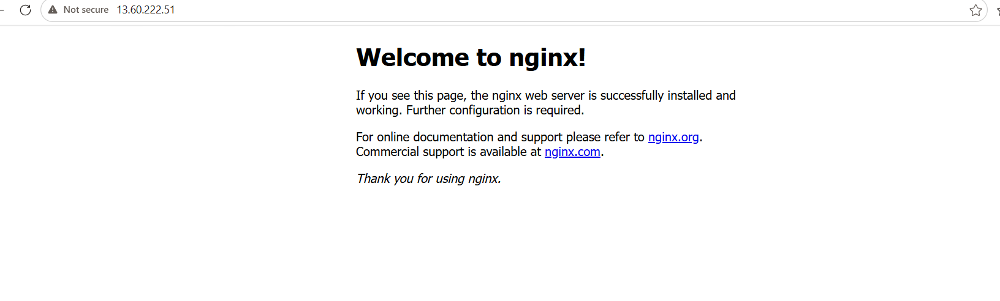 Not secure 13.60.222.51
Welcome to nginx!
If you see this page, the nginx web server is successfully installed and
working. Further configuration is required.
For online documentation and support please refer to nginx.org.
Commercial support is available at nginx.com.
Thank you for using nginx.